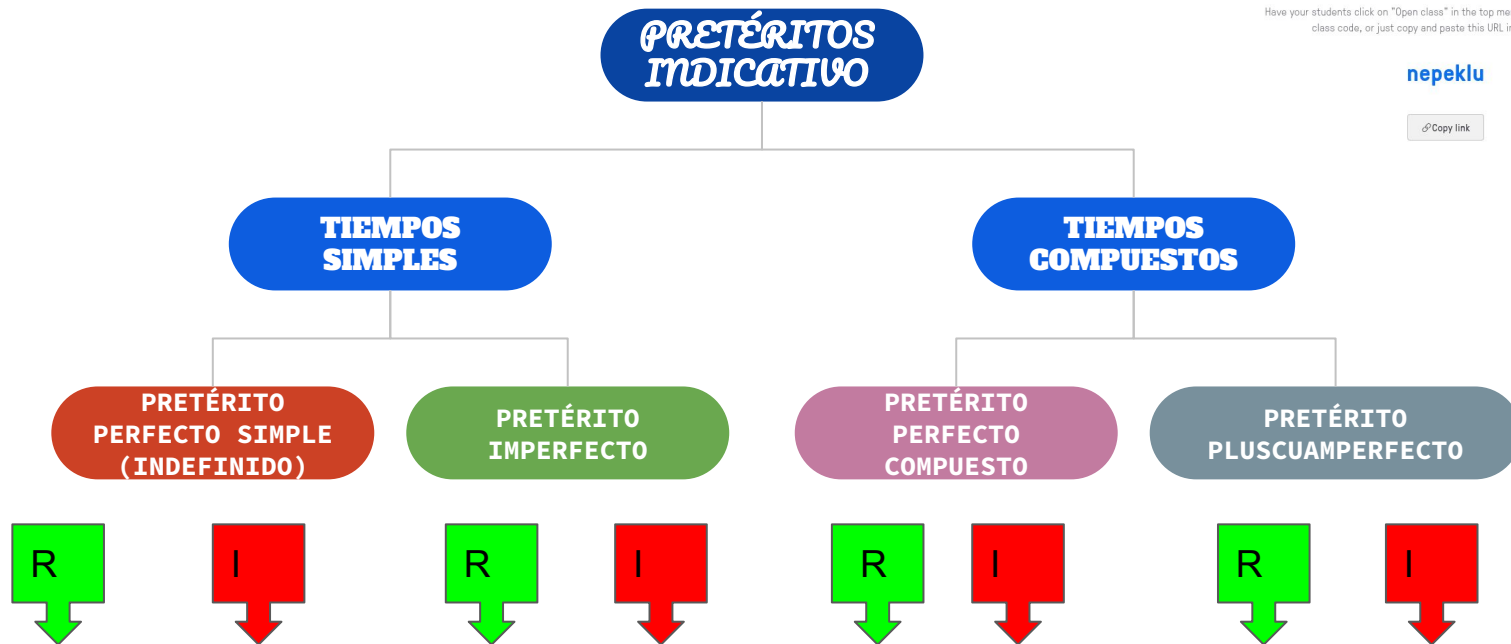 PRETÉRITOS
INDICATIVO
Have your students click on "Open class" in the top me
class code, or just copy and paste this URL i
nepeklu
Copy link
TIEMPOS
SIMPLES
TIEMPOS
COMPUESTOS
PRETÉRITO
PERFECTO SIMPLE
(INDEFINIDO)
PRETÉRITO
IMPERFECTO
PRETÉRITO
PERFECTO
COMPUESTO
PRETÉRITO
PLUSCUAMPERFECTO
R
I
R
I
R
I
R
I